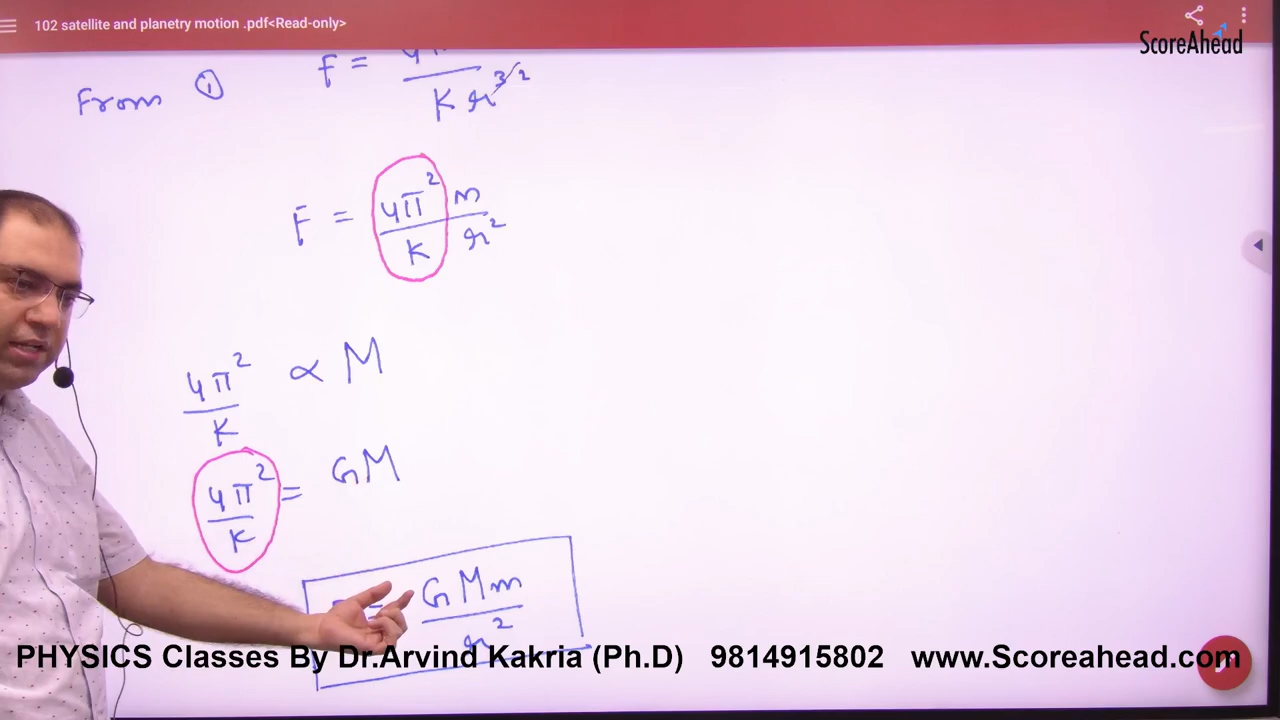 102 satellite and planetry motion .pdf<Read-only>
ScoreAhead
From ① F = K r 3/2
F = 4π² m / K r²
4π² / K ∝ M
4π² / K = GM
= GMm / r²
PHYSICS Classes By Dr.Arvind Kakria (Ph.D) 9814915802 www.Scoreahead.com